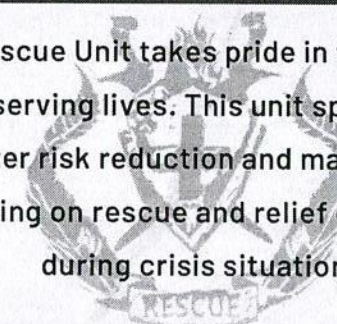 scue Unit takes pride in
serving lives. This unit sp
ter risk reduction and ma
ing on rescue and relief
during crisis situation
RESCUE